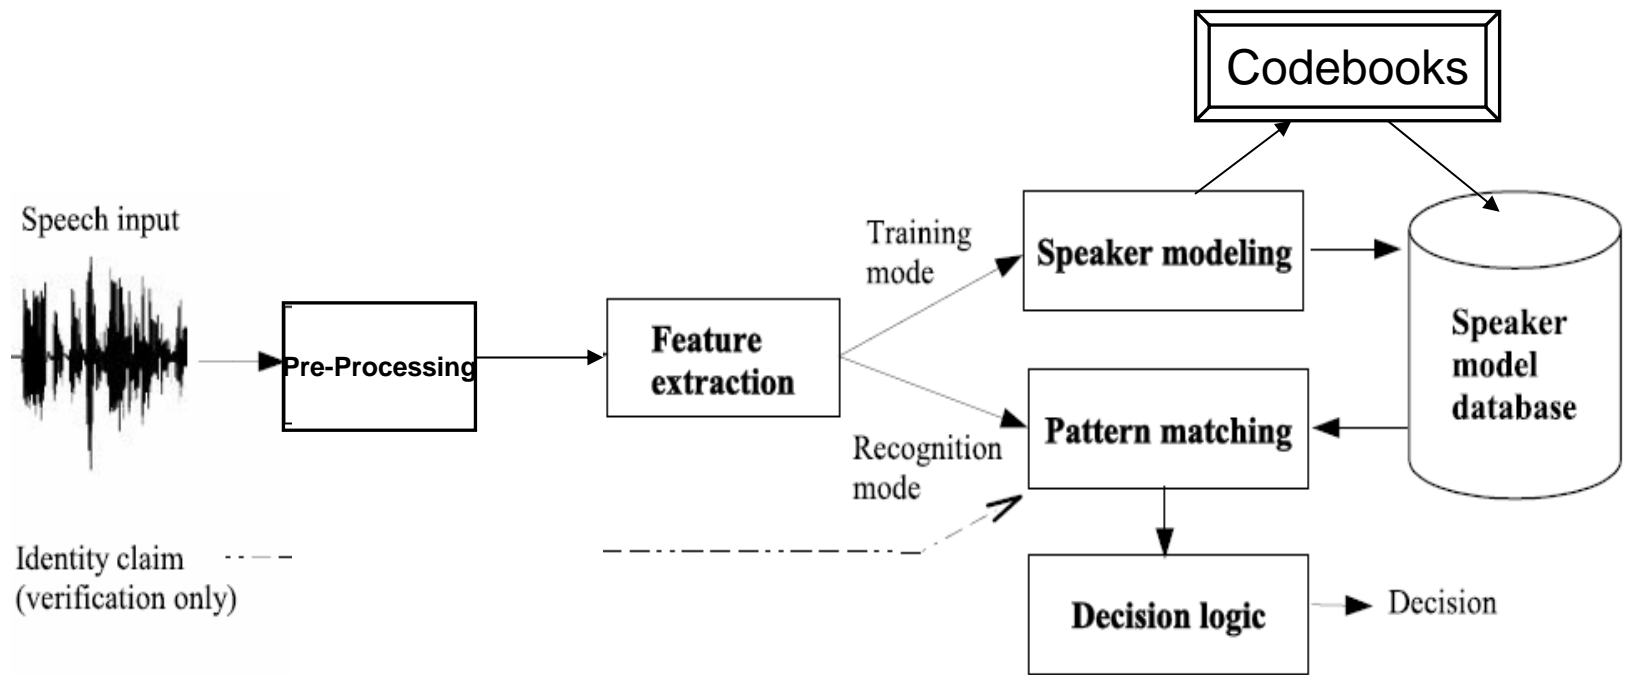 Codebooks
Speech input
Training
mode
Speaker modeling
Pre-Processing
Feature
extraction
Speaker
model
database
Recognition
mode
Pattern matching
Identity claim
(verification only)
Decision logic
Decision